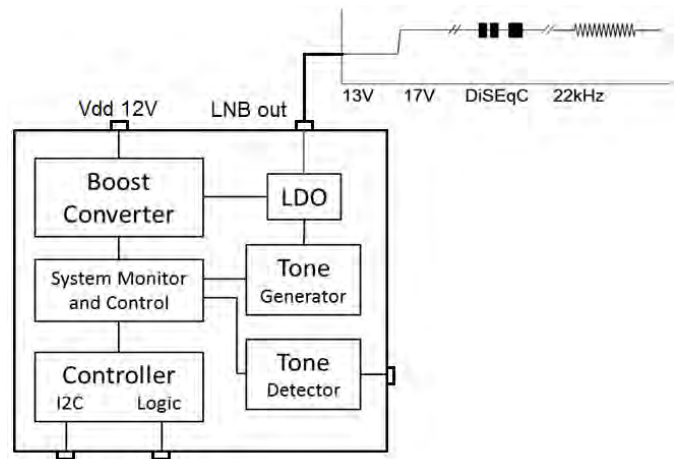 13V 17V DiSEqC 22kHz
Vdd 12V LNB out
Boost
Converter
LDO
System Monitor
and Control
Tone
Generator
Controller
I2C Logic
Tone
Detector